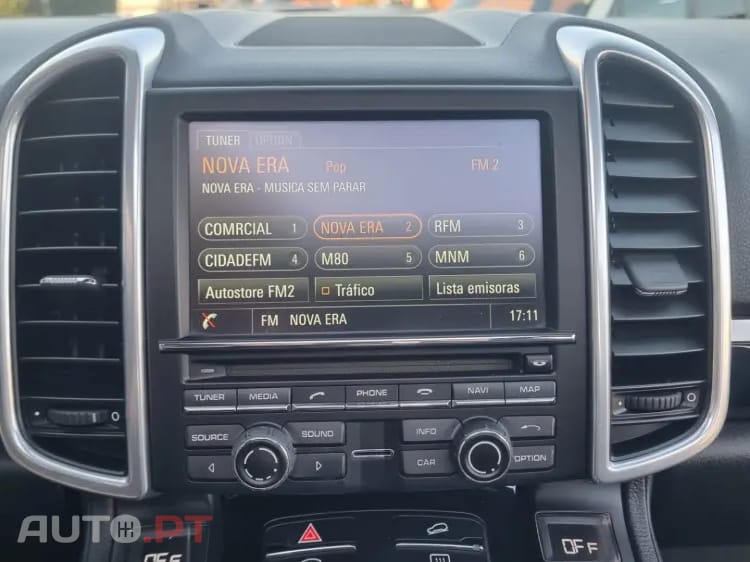 TUNER OPTION
NOVA ERA Pop FM 2
NOVA ERA - MUSICA SEM PARAR
COMRCIAL 1 NOVA ERA 2 RFM 3
CIDADEFM 4 M80 5 MNM 6
Autostore FM2 Tráfico Lista emisoras
FM NOVA ERA 17:11
TUNER MEDIA PHONE NAVI MAP
SOURCE SOUND INFO
CAR OPTION
AUTO.PT
OFF OFF